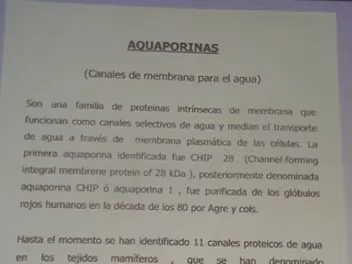 AQUAPORINAS
(Canales de membrana para el agua)
Son una familia de proteínas intrínsecas de membrana que
funcionan como canales selectivos de agua y median el transporte
de agua a través de membrana plasmática de las células. La
primera aquaporina identificada fue CHIP 28 (Channel-forming
integral membrene protein of 28 kDa ), posteriormente denominada
aquaporina CHIP ó aquaporina 1 , fue purificada de los glóbulos
rojos humanos en la década de los 80 por Agre y cols.
Hasta el momento se han identificado 11 canales proteicos de agua
en los tejidos mamíferos , que se han denominado